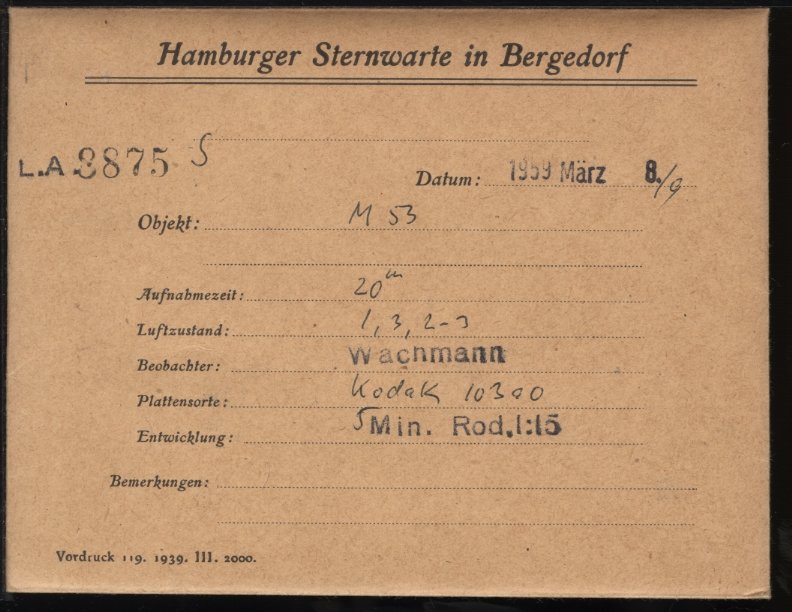 Hamburger Sternwarte in Bergedorf
L.A. 8875 S
Datum: 1959 März 8./9
Objekt: M 53
Aufnahmezeit: 20m
Luftzustand: 1, 3, 2-3
Beobachter: Wachmann
Plattensorte: Kodak 103a0
Entwicklung: 5 Min. Rod. 1:15
Bemerkungen:
Vordruck 119. 1939. III. 2000.